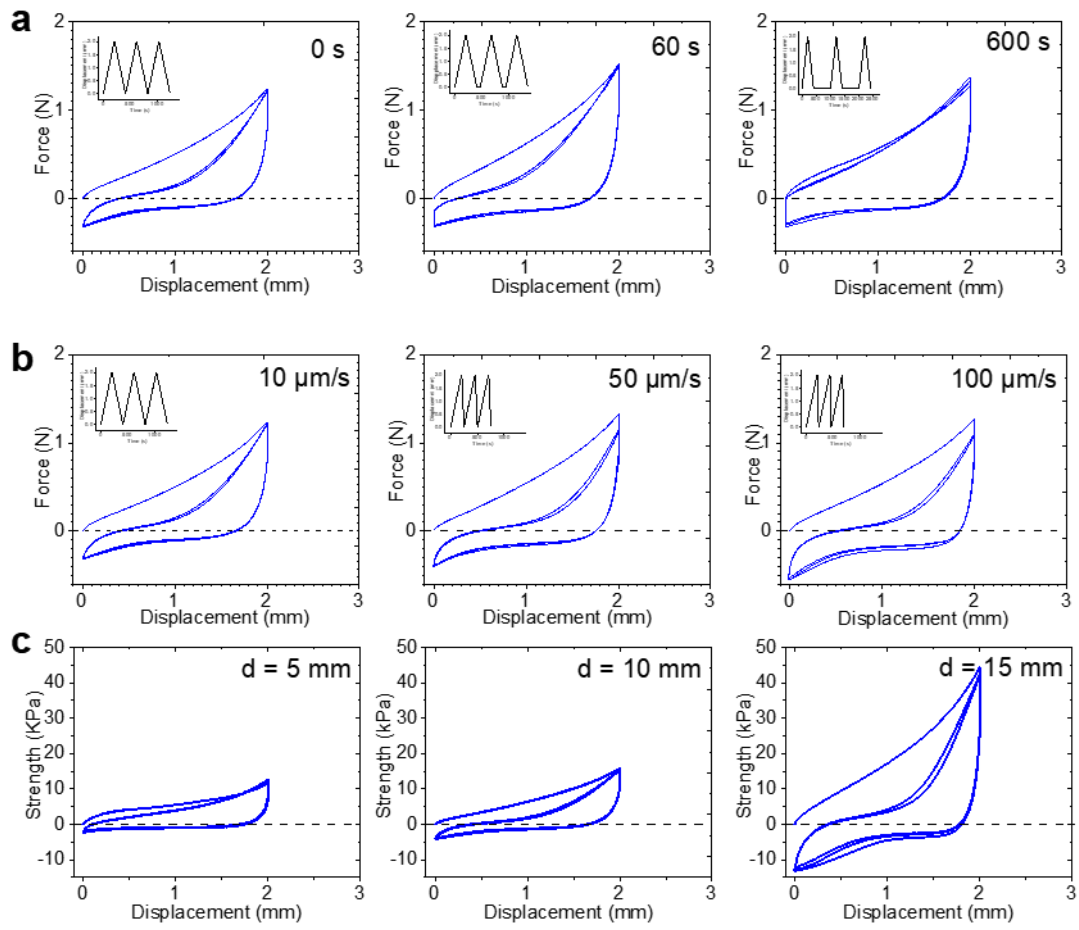 a
0 s
60 s
600 s
Force (N)
Force (N)
Force (N)
2
1
0
2
1
0
2
1
0
Time (s)
Time (s)
Time (s)
0 1 2 3
0 1 2 3
0 1 2 3
Displacement (mm)
Displacement (mm)
Displacement (mm)
b
10 µm/s
50 µm/s
100 µm/s
Force (N)
Force (N)
Force (N)
2
1
0
2
1
0
2
1
0
Time (s)
Time (s)
Time (s)
0 1 2 3
0 1 2 3
0 1 2 3
Displacement (mm)
Displacement (mm)
Displacement (mm)
c
d = 5 mm
d = 10 mm
d = 15 mm
Strength (KPa)
Strength (kPa)
Strength (kPa)
50
40
30
20
10
0
-10
50
40
30
20
10
0
-10
50
40
30
20
10
0
-10
0 1 2 3
0 1 2 3
0 1 2 3
Displacement (mm)
Displacement (mm)
Displacement (mm)